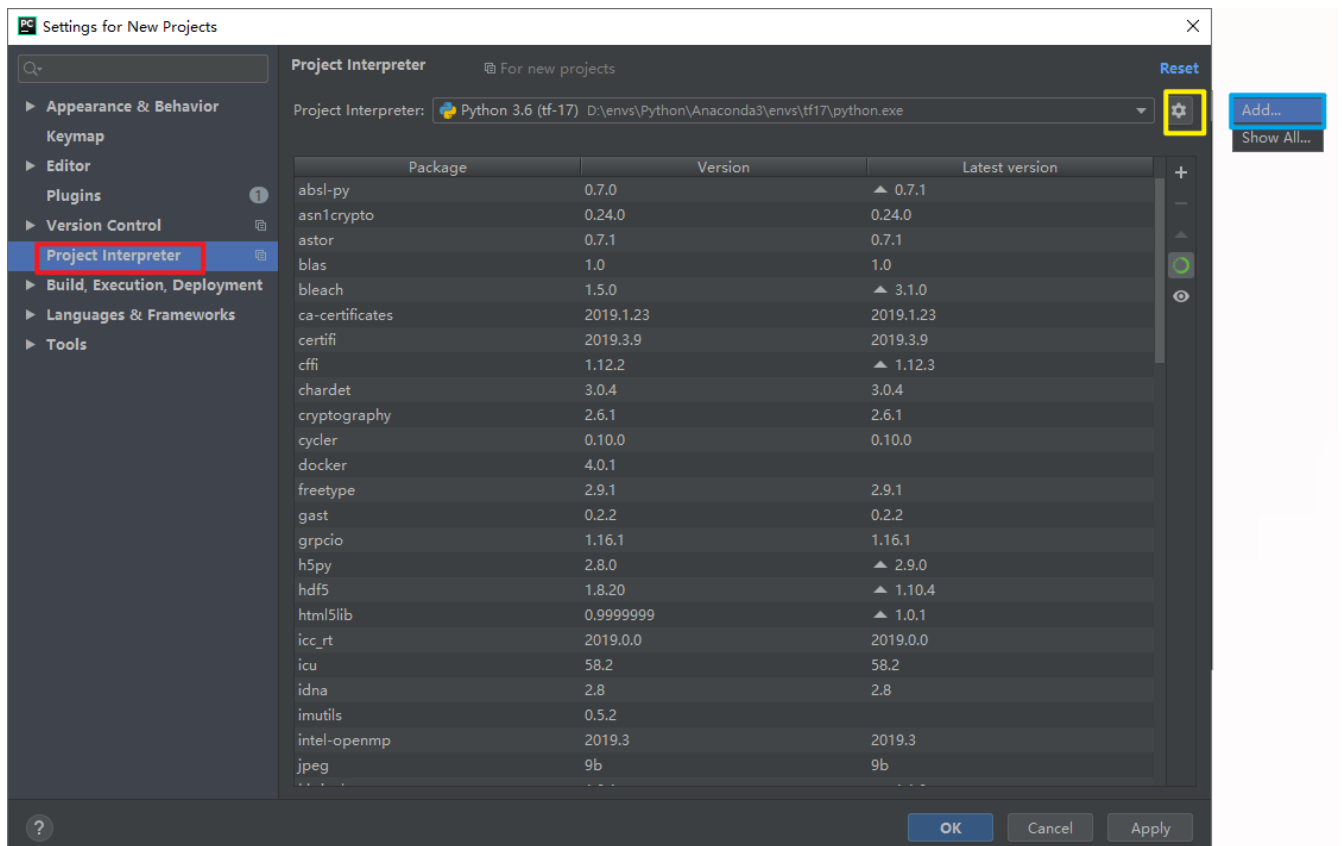 PC Settings for New Projects
Project Interpreter For new projects Reset
Appearance & Behavior
Keymap
Editor
Plugins 1
Version Control
Project Interpreter
Build, Execution, Deployment
Languages & Frameworks
Tools
Project Interpreter: Python 3.6 (tf-17) D:\envs\Python\Anaconda3\envs\tf17\python.exe
Add...
Show All...
Package Version Latest version
absl-py 0.7.0 0.7.1
asn1crypto 0.24.0 0.24.0
astor 0.7.1 0.7.1
blas 1.0 1.0
bleach 1.5.0 3.1.0
ca-certificates 2019.1.23 2019.1.23
certifi 2019.3.9 2019.3.9
cffi 1.12.2 1.12.3
chardet 3.0.4 3.0.4
cryptography 2.6.1 2.6.1
cycler 0.10.0 0.10.0
docker 4.0.1
freetype 2.9.1 2.9.1
gast 0.2.2 0.2.2
grpcio 1.16.1 1.16.1
h5py 2.8.0 2.9.0
hdf5 1.8.20 1.10.4
html5lib 0.9999999 1.0.1
icc_rt 2019.0.0 2019.0.0
icu 58.2 58.2
idna 2.8 2.8
imutils 0.5.2
intel-openmp 2019.3 2019.3
jpeg 9b 9b
? OK Cancel Apply